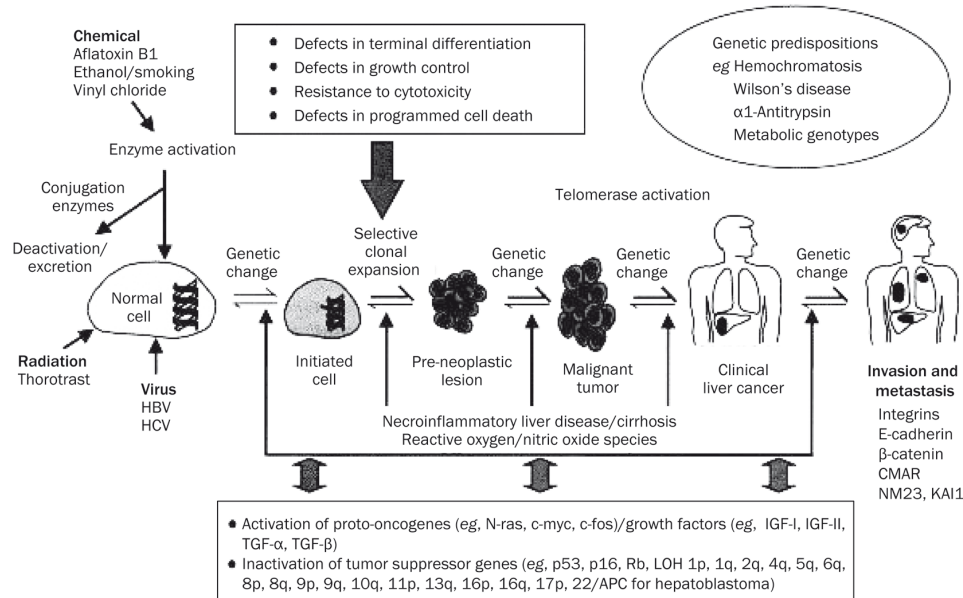 Chemical
Aflatoxin B1
Ethanol/smoking
Vinyl chloride
Enzyme activation
Conjugation
enzymes
Deactivation/
excretion
Normal
cell
Radiation
Thorotrast
Virus
HBV
HCV
• Defects in terminal differentiation
• Defects in growth control
• Resistance to cytotoxicity
• Defects in programmed cell death
Genetic predispositions
eg Hemochromatosis
Wilson's disease
α1-Antitrypsin
Metabolic genotypes
Telomerase activation
Genetic
change
Initiated
cell
Selective
clonal
expansion
Pre-neoplastic
lesion
Genetic
change
Malignant
tumor
Genetic
change
Clinical
liver cancer
Genetic
change
Invasion and
metastasis
Integrins
E-cadherin
β-catenin
CMAR
NM23, KAI1
Necroinflammatory liver disease/cirrhosis
Reactive oxygen/nitric oxide species
• Activation of proto-oncogenes (eg, N-ras, c-myc, c-fos)/growth factors (eg, IGF-I, IGF-II,
TGF-α, TGF-β)
• Inactivation of tumor suppressor genes (eg, p53, p16, Rb, LOH 1p, 1q, 2q, 4q, 5q, 6q,
8p, 8q, 9p, 9q, 10q, 11p, 13q, 16p, 16q, 17p, 22/APC for hepatoblastoma)